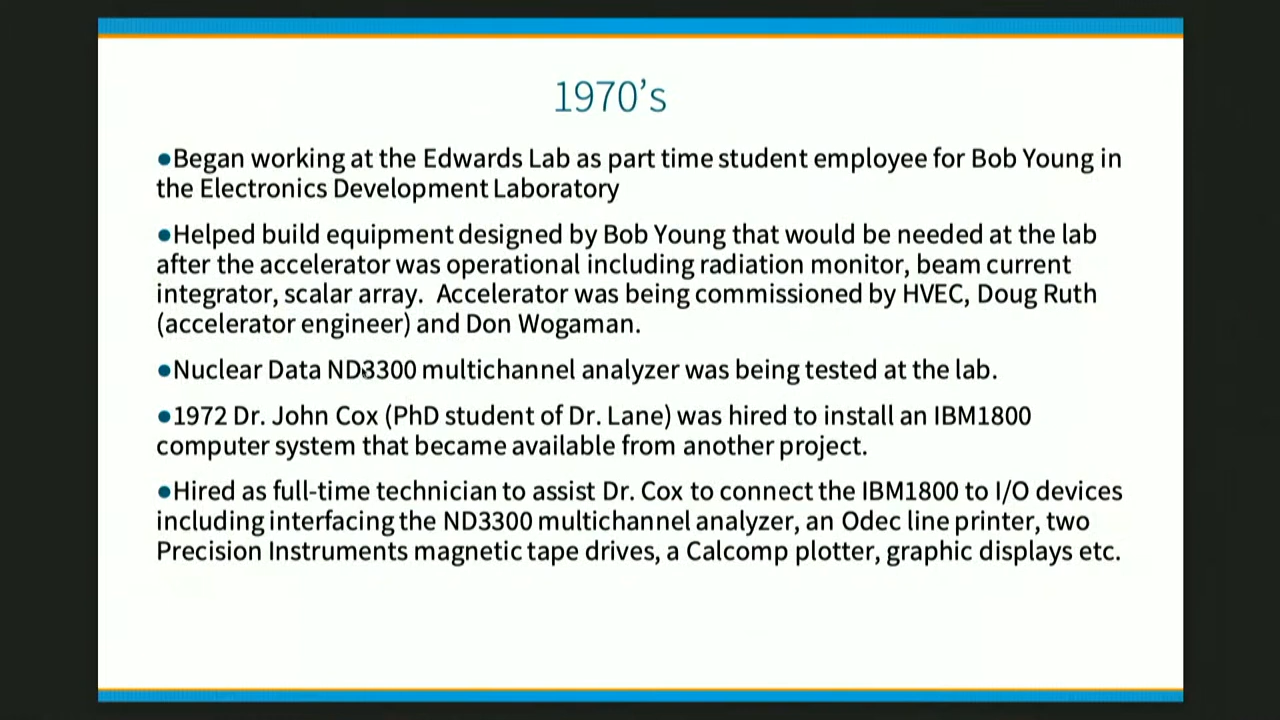 1970's
●Began working at the Edwards Lab as part time student employee for Bob Young in
the Electronics Development Laboratory
●Helped build equipment designed by Bob Young that would be needed at the lab
after the accelerator was operational including radiation monitor, beam current
integrator, scalar array.  Accelerator was being commissioned by HVEC, Doug Ruth
(accelerator engineer) and Don Wogaman.
●Nuclear Data ND3300 multichannel analyzer was being tested at the lab.
●1972 Dr. John Cox (PhD student of Dr. Lane) was hired to install an IBM1800
computer system that became available from another project.
●Hired as full-time technician to assist Dr. Cox to connect the IBM1800 to I/O devices
including interfacing the ND3300 multichannel analyzer, an Odec line printer, two
Precision Instruments magnetic tape drives, a Calcomp plotter, graphic displays etc.